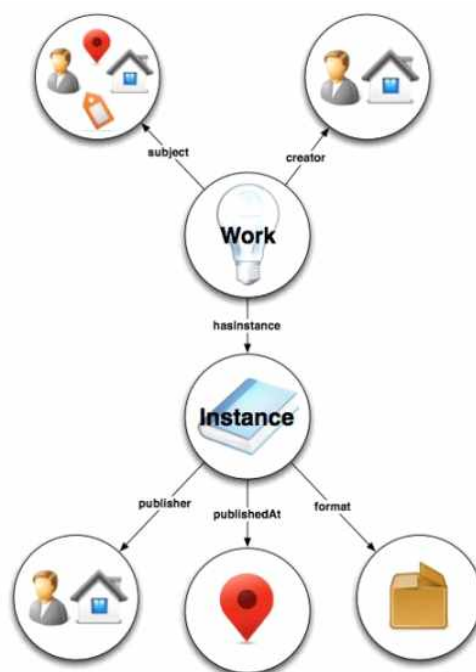 subject
creator
Work
hasInstance
Instance
publisher
publishedAt
format